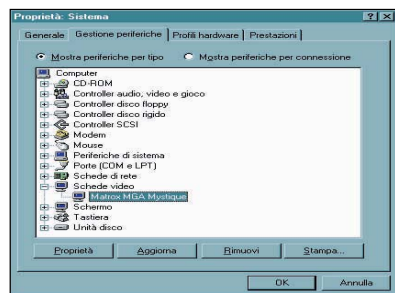 Proprietà: Sistema
Generale Gestione periferiche Profili hardware Prestazioni
Mostra periferiche per tipo Mostra periferiche per connessione
Computer
CD-ROM
Controller audio, video e gioco
Controller disco floppy
Controller disco rigido
Controller SCSI
Modem
Mouse
Periferiche di sistema
Porte (COM e LPT)
Schede di rete
Schede video
Matrox MGA Mystique
Schermo
Tastiera
Unità disco
Proprietà Aggiorna Rimuovi Stampa...
OK Annulla